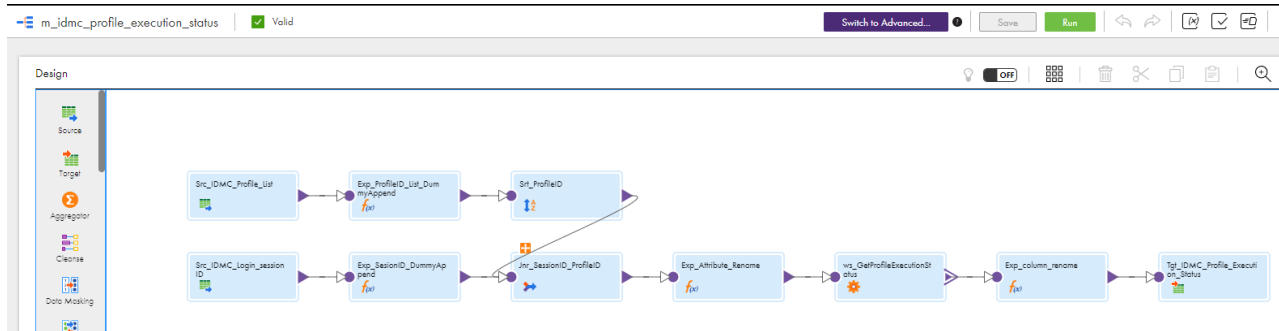 m_idmc_profile_execution_status
Valid
Switch to Advanced...
Save
Run
Design
OFF
Source
Target
Aggregator
Cleanse
Data Masking
Src_IDMC_Profile_List
Exp_ProfileID_List_Dum
myAppend
Srt_ProfileID
Src_IDMC_Login_session
ID
Exp_SesionID_DummyAp
pend
Jnr_SessionID_ProfileID
Exp_Attribute_Rename
ws_GetProfileExecutionSt
atus
Exp_column_rename
Tgt_IDMC_Profile_Executi
on_Status